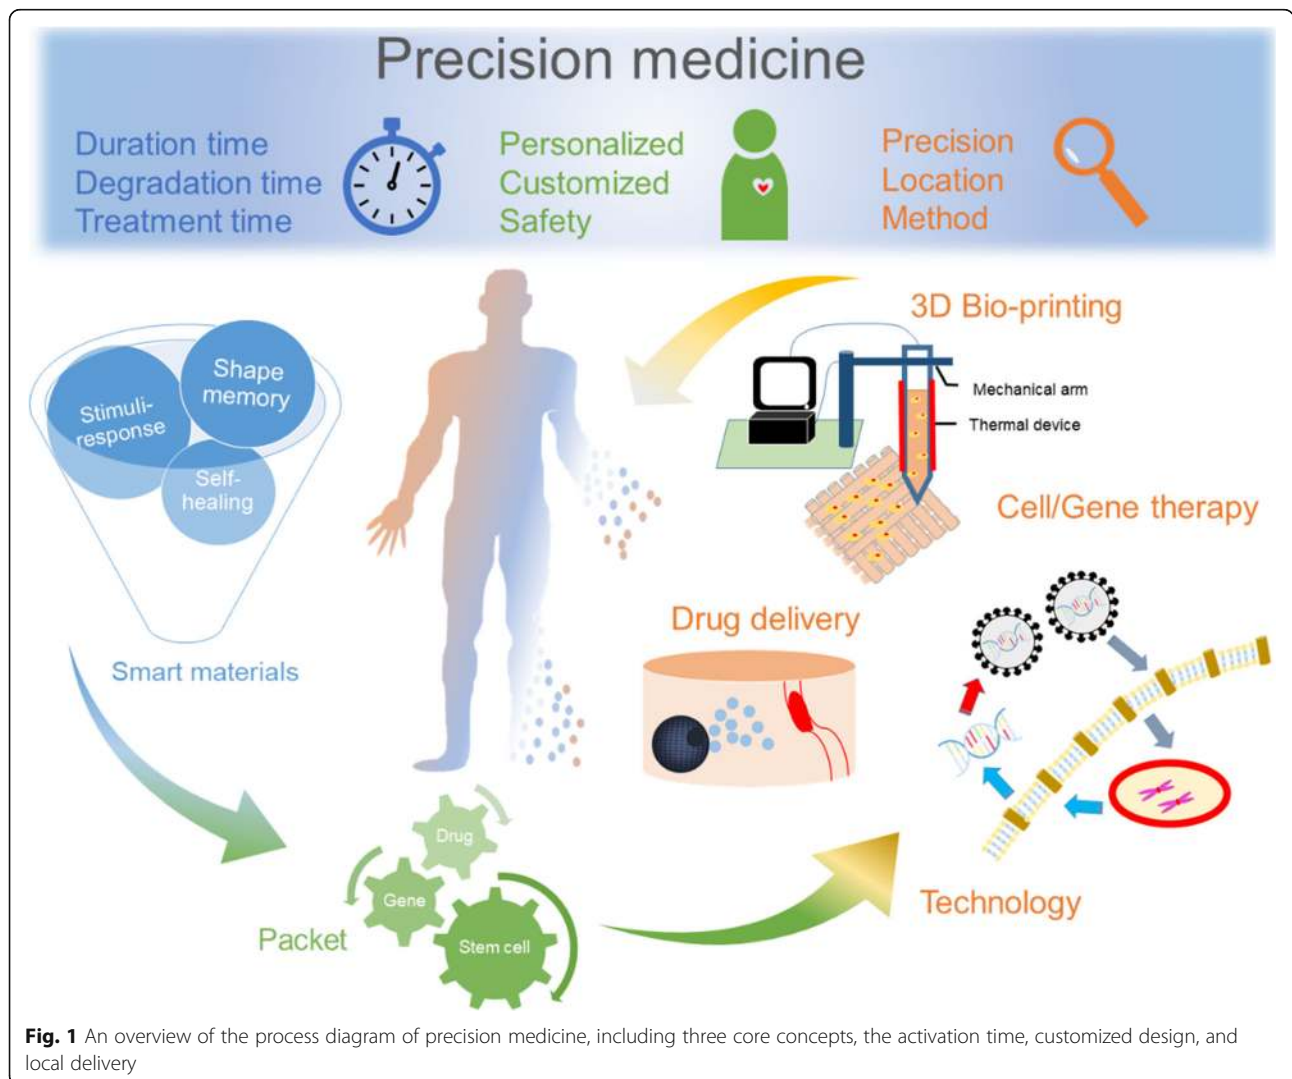 Precision medicine
Duration time
Degradation time
Treatment time
Personalized
Customized
Safety
Precision
Location
Method
3D Bio-printing
Mechanical arm
Thermal device
Shape
memory
Stimuli-
response
Self-
healing
Smart materials
Cell/Gene therapy
Drug delivery
Drug
Gene
Stem cell
Packet
Technology
Fig. 1 An overview of the process diagram of precision medicine, including three core concepts, the activation time, customized design, and
local delivery